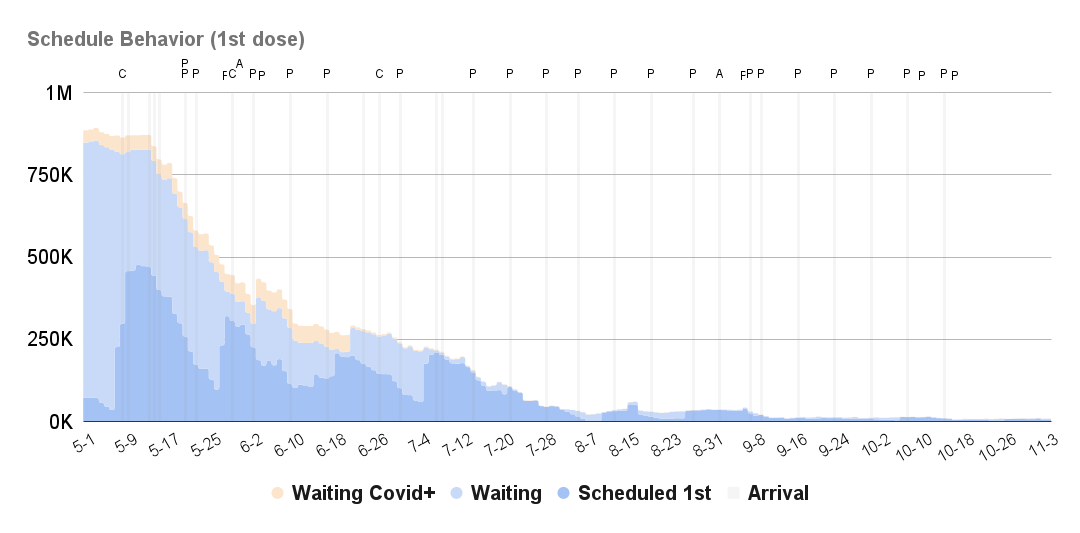 Schedule Behavior (1st dose)
P A
C P P F C P P P P C P P P P P P P P A F P P P P P P P P P
1M
750K
500K
250K
0K
5-1 5-9 5-17 5-25 6-2 6-10 6-18 6-26 7-4 7-12 7-20 7-28 8-7 8-15 8-23 8-31 9-8 9-16 9-24 10-2 10-10 10-18 10-26 11-3
Waiting Covid+ Waiting Scheduled 1st Arrival